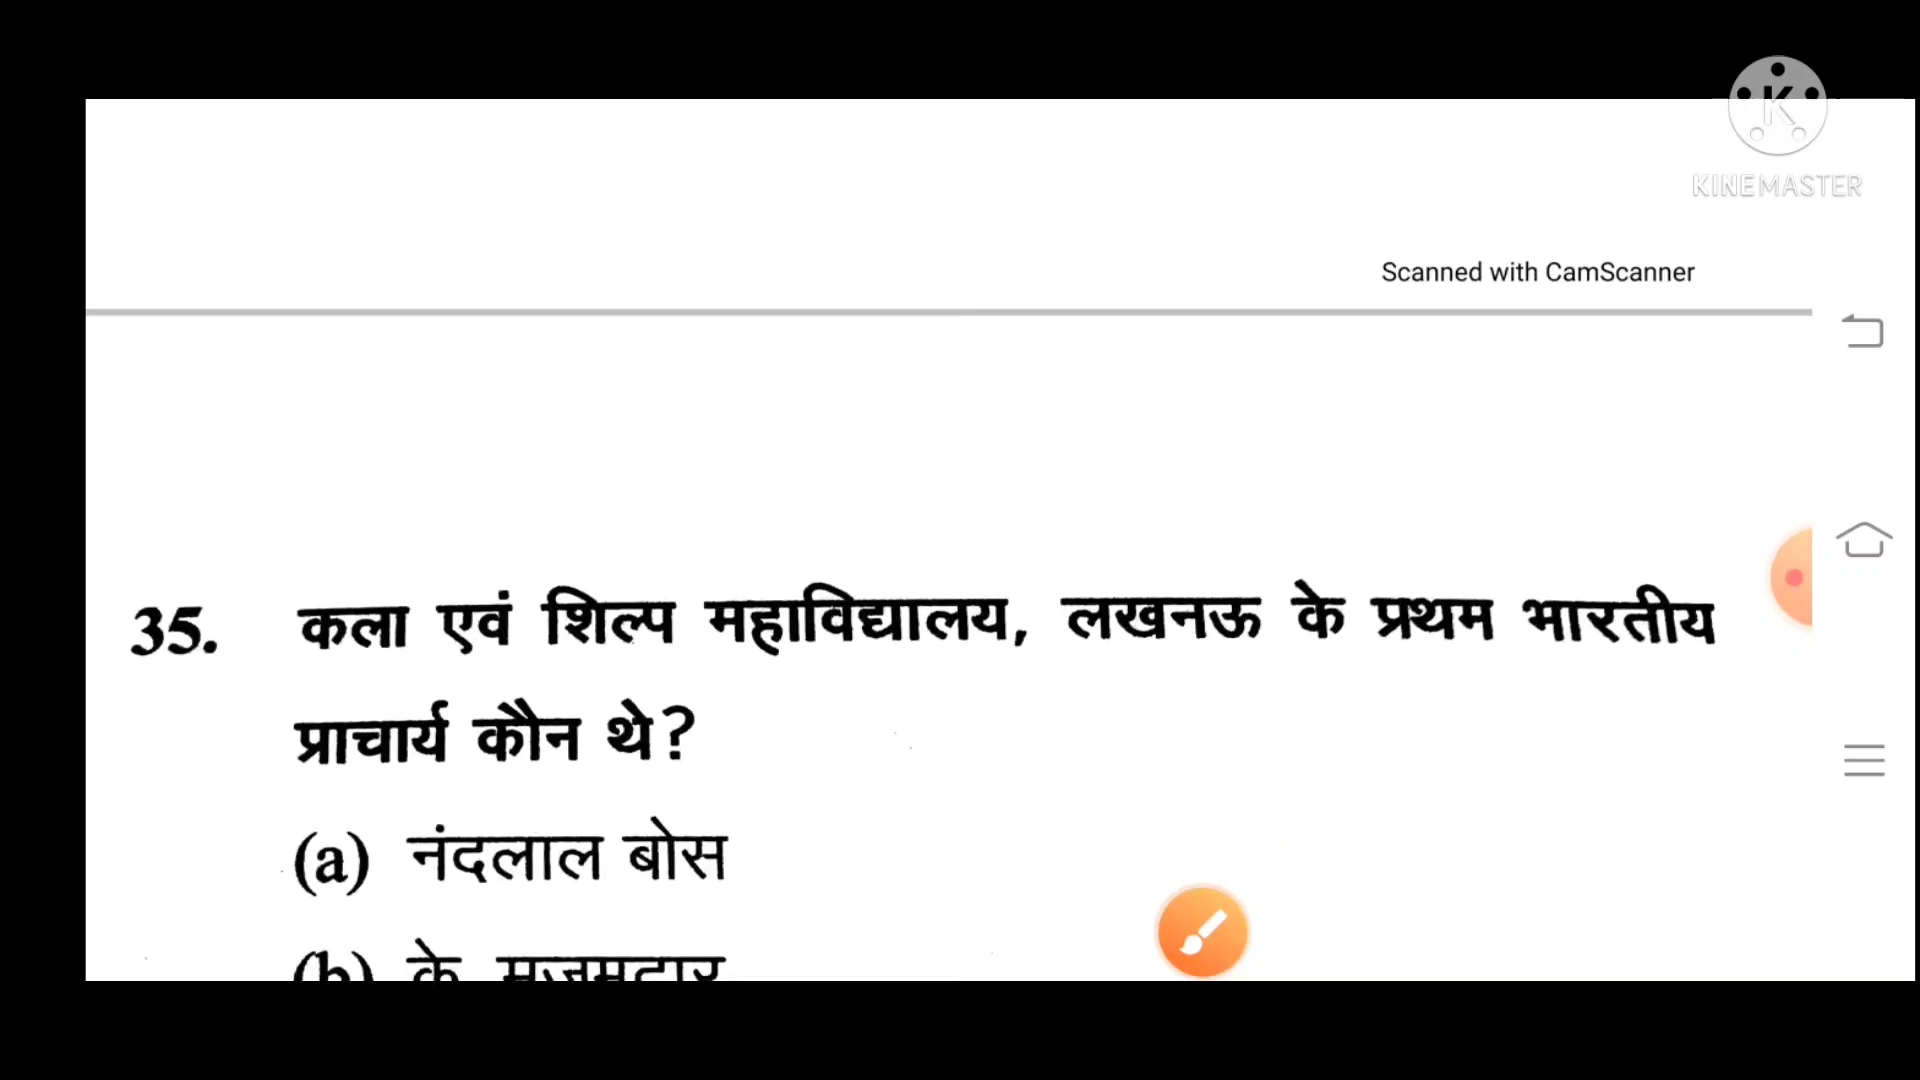 KINEMASTER
Scanned with CamScanner
35. कला एवं शिल्प महाविद्यालय, लखनऊ के प्रथम भारतीय
प्राचार्य कौन थे?
(a) नंदलाल बोस
(b) के